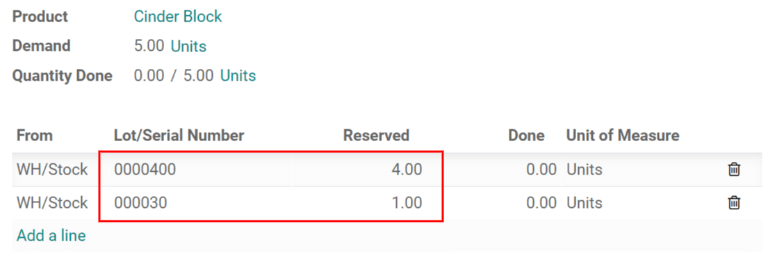 Product Cinder Block
Demand 5.00 Units
Quantity Done 0.00 / 5.00 Units
From Lot/Serial Number Reserved Done Unit of Measure
WH/Stock 0000400 4.00 0.00 Units
WH/Stock 000030 1.00 0.00 Units
Add a line